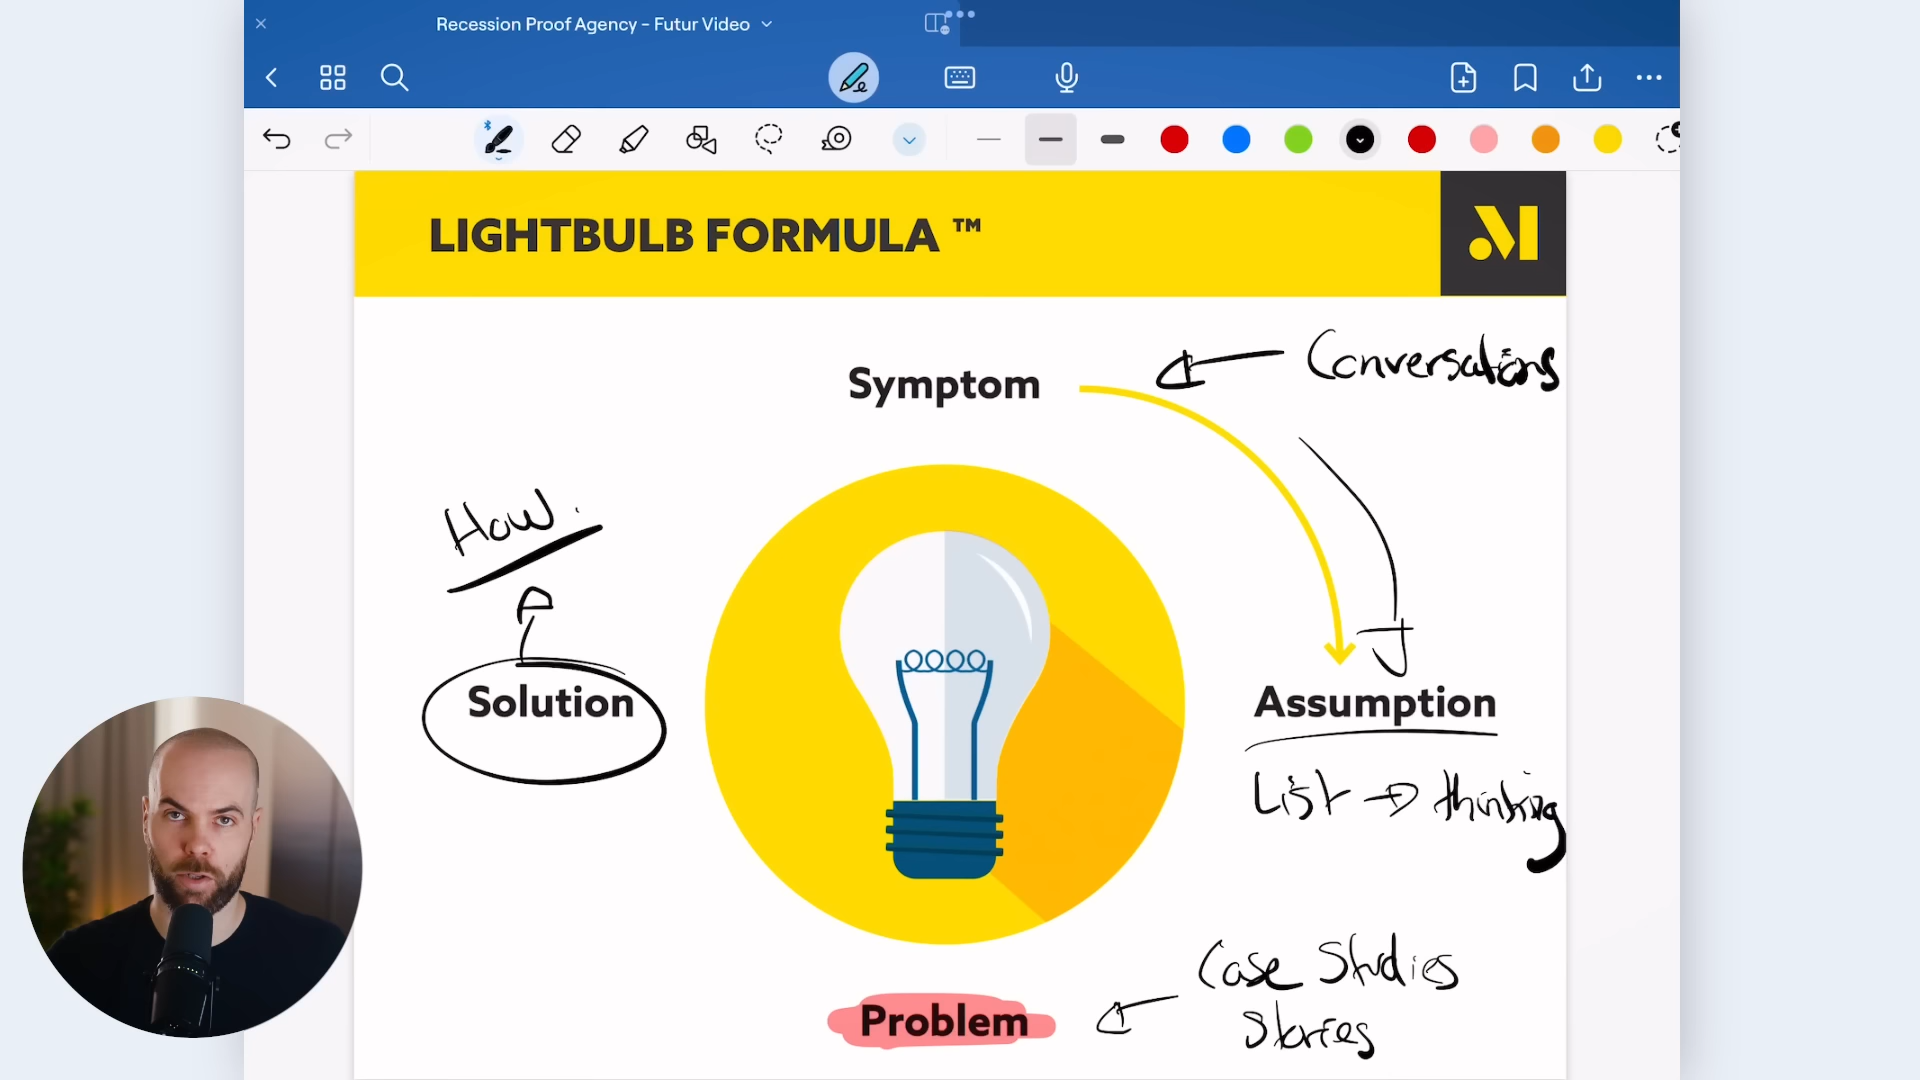 Recession Proof Agency – Futur Video
LIGHTBULB FORMULA ™
Symptom
Conversations
How.
Solution
Assumption
List → thinking
Case Studies
Stories
Problem